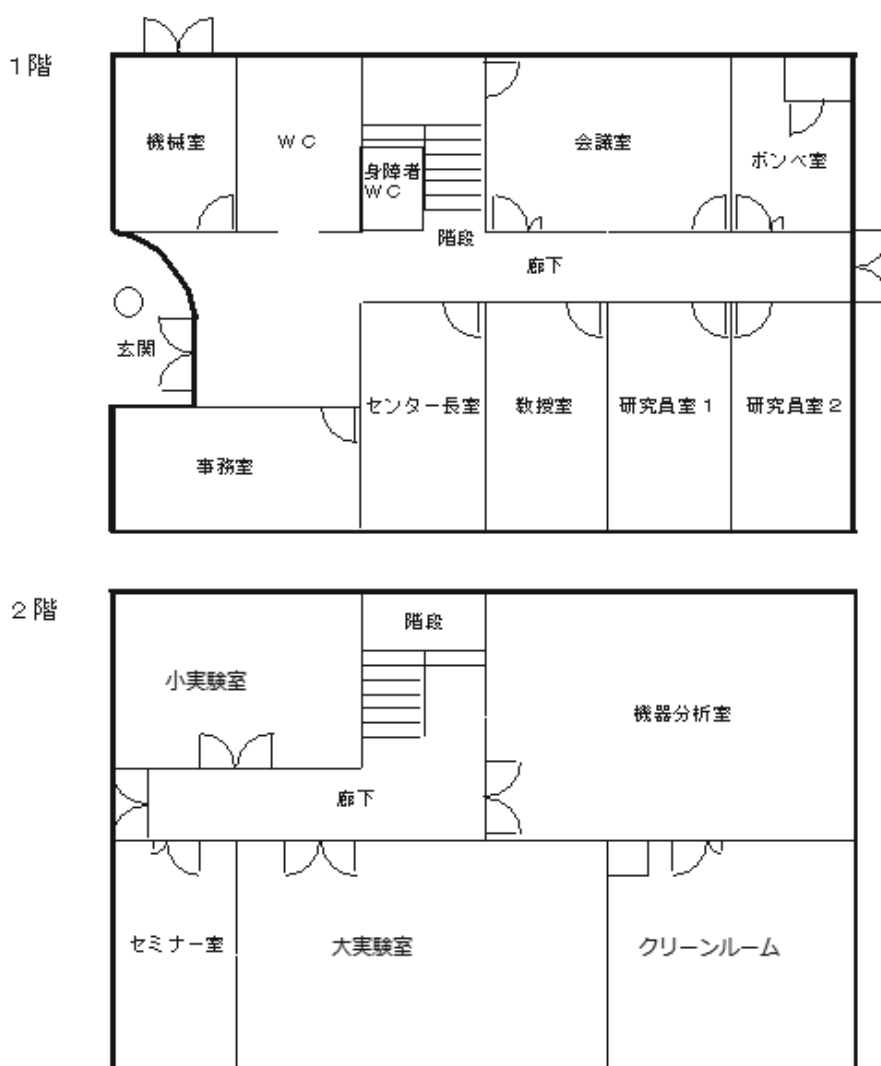 1階
機械室
WC
身障者
WC
階段
会議室
ボンベ室
廊下
玄関
事務室
センター長室
教授室
研究員室1
研究員室2
2階
階段
小実験室
機器分析室
廊下
セミナー室
大実験室
クリーンルーム